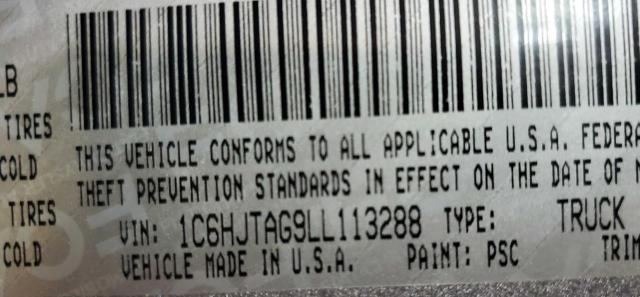 LB
TIRES
COLD
THIS VEHICLE CONFORMS TO ALL APPLICABLE U.S.A. FEDERA
THEFT PREVENTION STANDARDS IN EFFECT ON THE DATE OF M
TIRES
VIN: 1C6HJTAG9LL113288 TYPE: TRUCK
COLD
VEHICLE MADE IN U.S.A. PAINT: PSC TRIM